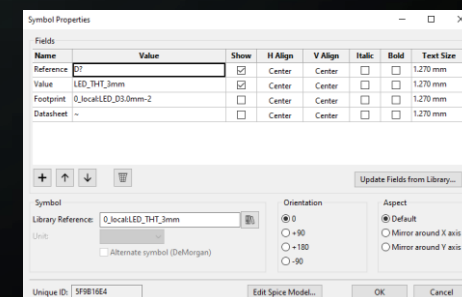 Symbol Properties
Fields
Name Value Show H Align V Align Italic Bold Text Size
Reference D? Center Center 1.270 mm
Value LED_THT_3mm Center Center 1.270 mm
Footprint 0_local:LED_D3.0mm-2 Center Center 1.270 mm
Datasheet ~ Center Center 1.270 mm
Update Fields from Library...
Symbol
Library Reference: 0_local:LED_THT_3mm
Unit:
Alternate symbol (DeMorgan)
Orientation
0
+90
+180
-90
Aspect
Default
Mirror around X axis
Mirror around Y axis
Unique ID: 5F9B16E4
Edit Spice Model...
OK
Cancel